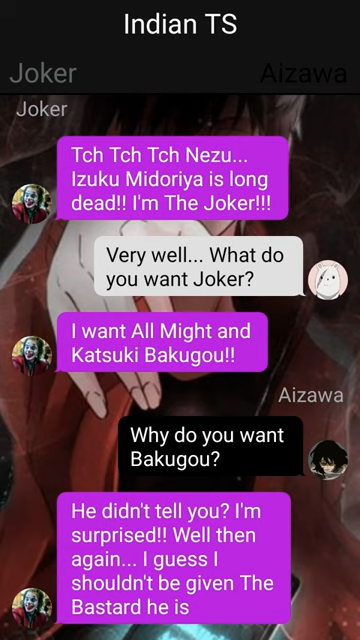 Indian TS
Joker
Aizawa
Joker
Tch Tch Tch Nezu...
Izuku Midoriya is long
dead!! I'm The Joker!!!
Very well... What do
you want Joker?
I want All Might and
Katsuki Bakugou!!
Aizawa
Why do you want
Bakugou?
He didn't tell you? I'm
surprised!! Well then
again... I guess I
shouldn't be given The
Bastard he is